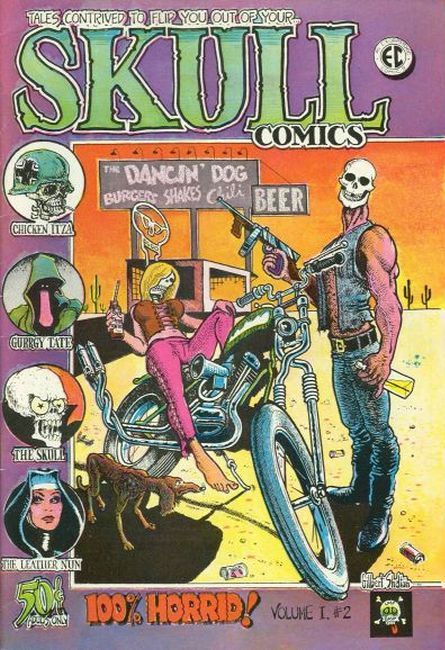 TALES CONTRIVED TO FLIP YOU OUT OF YOUR...
SKULL
COMICS
EC
THE DANCIN' DOG
BURGERS SHAKES Chili
BEER
CHICKEN ITZA
GURGY TATE
THE SKULL
THE LEATHER NUN
50¢
100% HORRID!
VOLUME I. #2
Gilbert Shelton